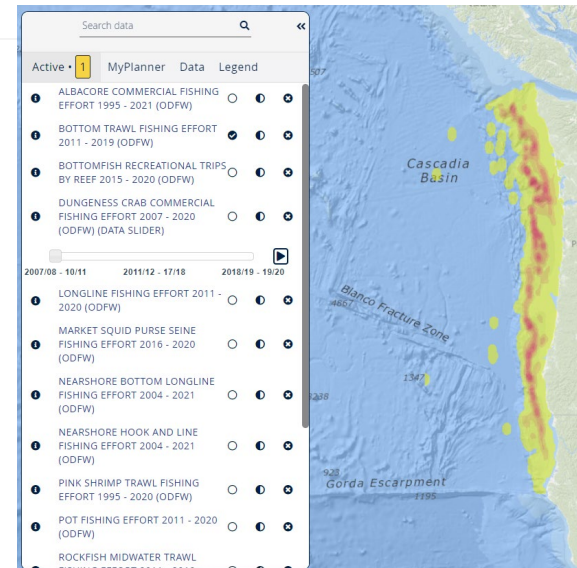 Search data
«
Active • 1 MyPlanner Data Legend
ALBACORE COMMERCIAL FISHING
EFFORT 1995 - 2021 (ODFW)
BOTTOM TRAWL FISHING EFFORT
2011 - 2019 (ODFW)
BOTTOMFISH RECREATIONAL TRIPS
BY REEF 2015 - 2020 (ODFW)
DUNGENESS CRAB COMMERCIAL
FISHING EFFORT 2007 - 2020
(ODFW) (DATA SLIDER)
2007/08 - 10/11 2011/12 - 17/18 2018/19 - 19/20
LONGLINE FISHING EFFORT 2011 -
2020 (ODFW)
MARKET SQUID PURSE SEINE
FISHING EFFORT 2016 - 2020
(ODFW)
NEARSHORE BOTTOM LONGLINE
FISHING EFFORT 2004 - 2021
(ODFW)
NEARSHORE HOOK AND LINE
FISHING EFFORT 2004 - 2021
(ODFW)
PINK SHRIMP TRAWL FISHING
EFFORT 1995 - 2020 (ODFW)
POT FISHING EFFORT 2011 - 2020
(ODFW)
ROCKFISH MIDWATER TRAWL
Cascadia
Basin
Blanco Fracture Zone
4667
1347
3238
923
Gorda Escarpment
1195